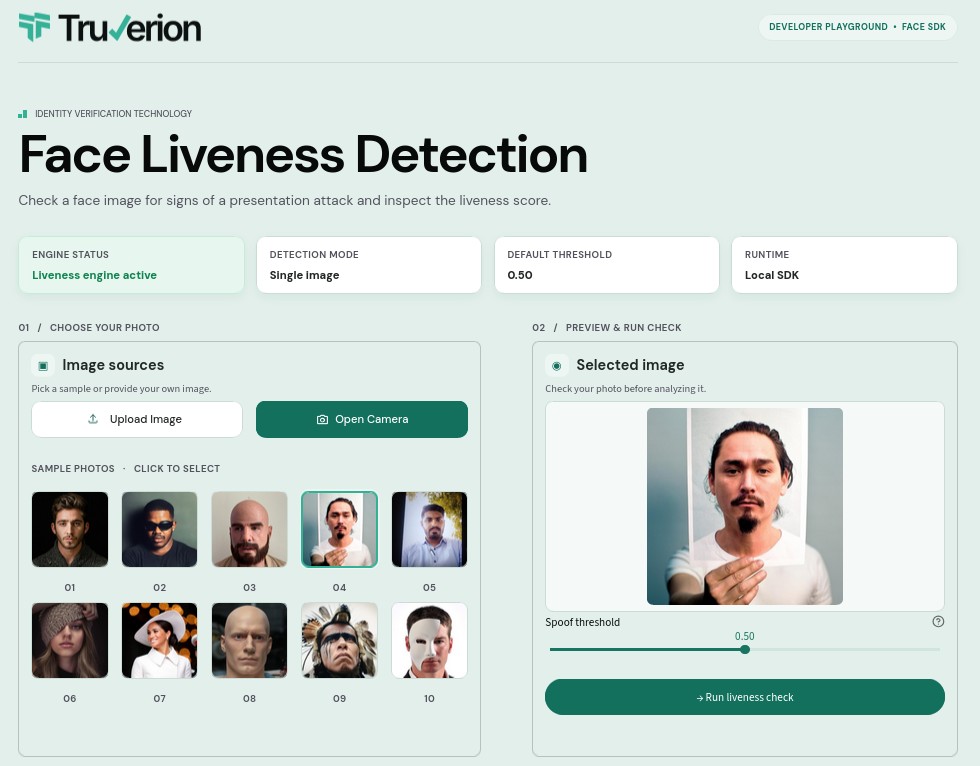 Truverion
DEVELOPER PLAYGROUND • FACE SDK
IDENTITY VERIFICATION TECHNOLOGY
Face Liveness Detection
Check a face image for signs of a presentation attack and inspect the liveness score.
ENGINE STATUS
Liveness engine active
DETECTION MODE
Single image
DEFAULT THRESHOLD
0.50
RUNTIME
Local SDK
01 / CHOOSE YOUR PHOTO
Image sources
Pick a sample or provide your own image.
Upload Image
Open Camera
SAMPLE PHOTOS · CLICK TO SELECT
01 02 03 04 05
06 07 08 09 10
02 / PREVIEW & RUN CHECK
Selected image
Check your photo before analyzing it.
Spoof threshold
0.50
→ Run liveness check